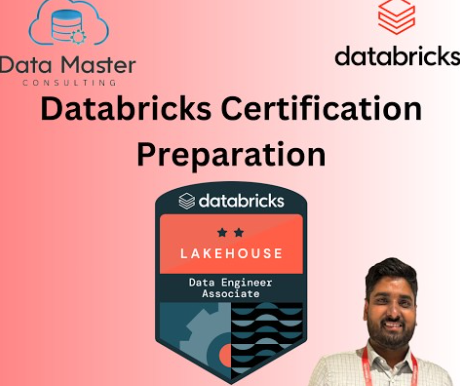 Data Master
CONSULTING
databricks
Databricks Certification
Preparation
databricks
LAKEHOUSE
Data Engineer
Associate